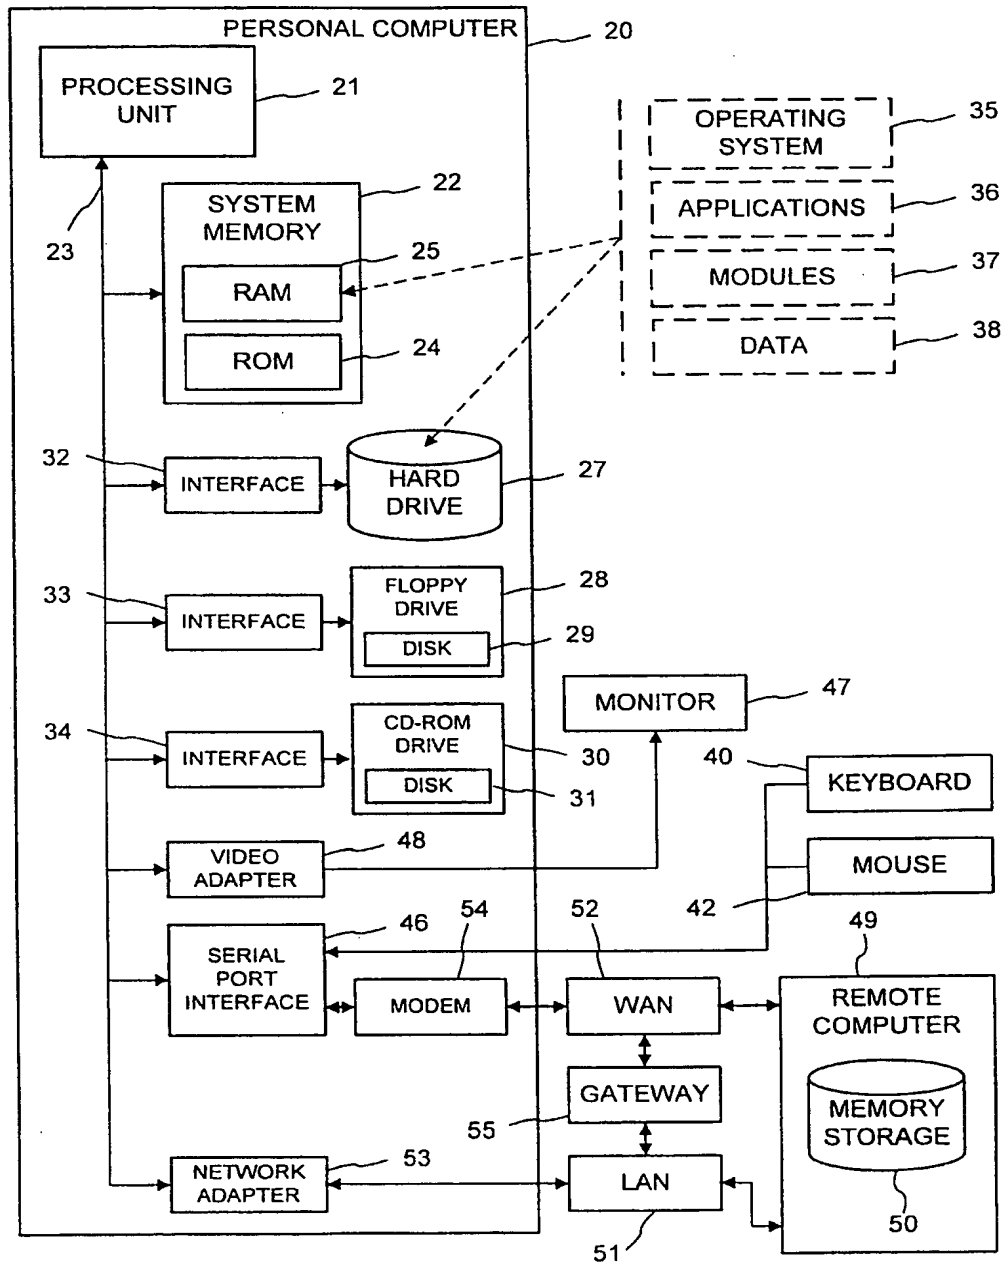 PERSONAL COMPUTER
20
PROCESSING
UNIT
21
23
22
SYSTEM
MEMORY
25
RAM
24
ROM
35
OPERATING
SYSTEM
36
APPLICATIONS
37
MODULES
38
DATA
32
INTERFACE
HARD
DRIVE
27
33
INTERFACE
FLOPPY
DRIVE
28
DISK
29
34
INTERFACE
CD-ROM
DRIVE
30
DISK
31
MONITOR
47
40
KEYBOARD
MOUSE
42
VIDEO
ADAPTER
48
46
SERIAL
PORT
INTERFACE
54
MODEM
52
WAN
49
REMOTE
COMPUTER
MEMORY
STORAGE
50
GATEWAY
55
NETWORK
ADAPTER
53
LAN
51